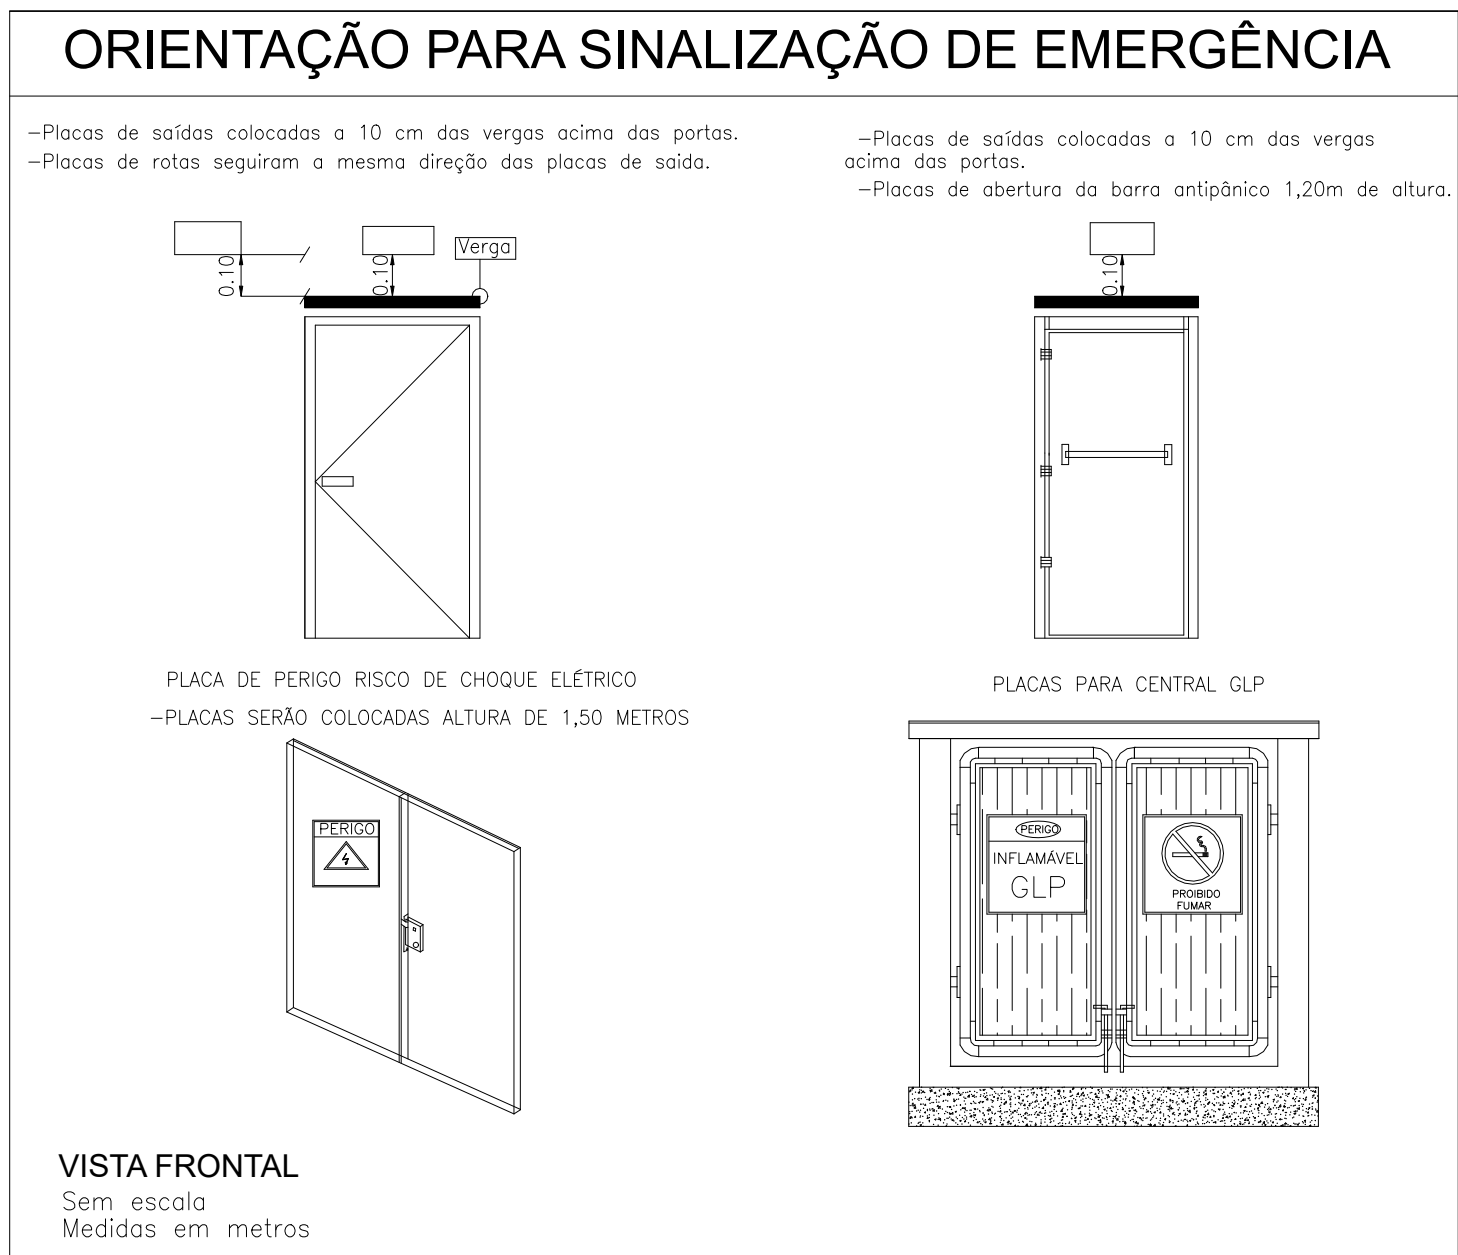 ORIENTAÇÃO PARA SINALIZAÇÃO DE EMERGÊNCIA
-Placas de saídas colocadas a 10 cm das vergas acima das portas.
-Placas de rotas seguiram a mesma direção das placas de saida.
-Placas de saídas colocadas a 10 cm das vergas
acima das portas.
-Placas de abertura da barra antipânico 1,20m de altura.
0.10
0.10
Verga
0.10
PLACA DE PERIGO RISCO DE CHOQUE ELÉTRICO
-PLACAS SERÃO COLOCADAS ALTURA DE 1,50 METROS
PERIGO
PLACAS PARA CENTRAL GLP
PERIGO
INFLAMÁVEL
GLP
PROIBIDO
FUMAR
VISTA FRONTAL
Sem escala
Medidas em metros